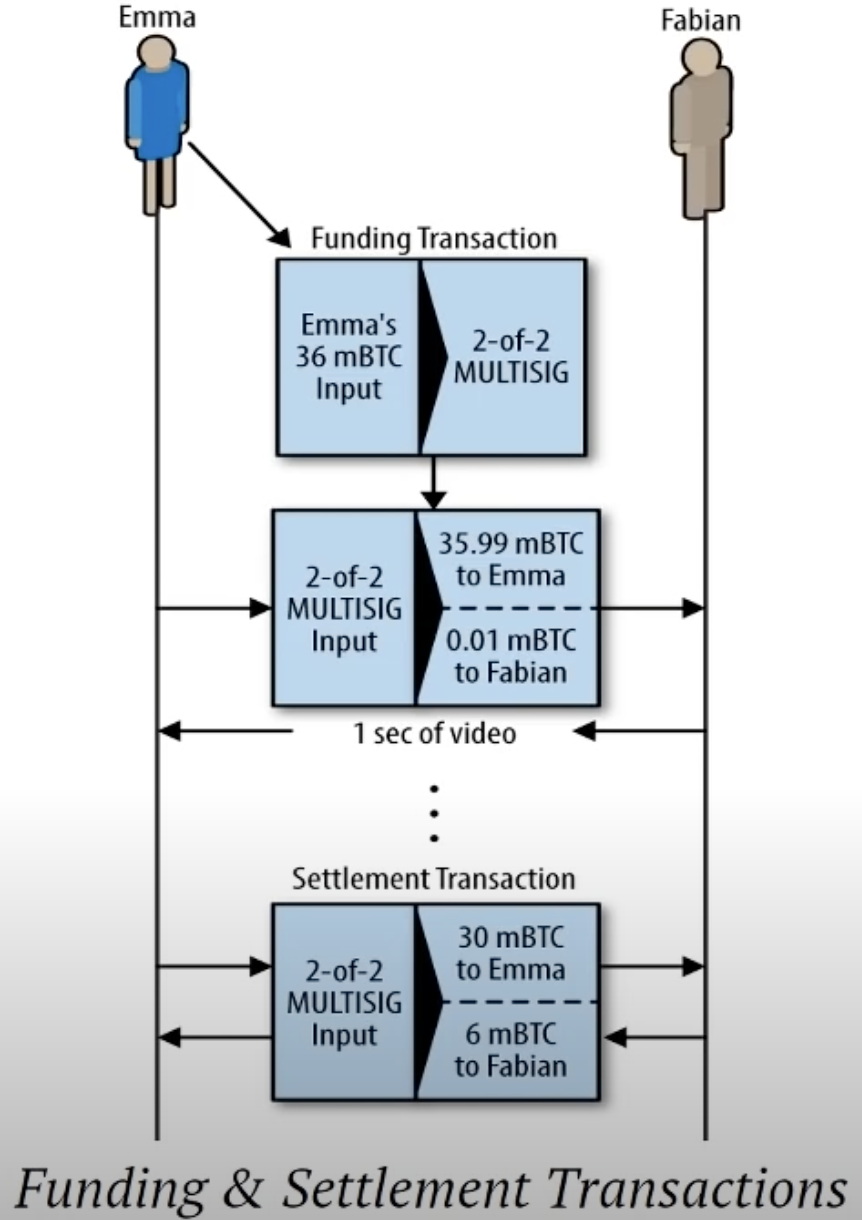 Emma
Fabian
Funding Transaction
Emma's
36 mBTC
Input
2-of-2
MULTISIG
2-of-2
MULTISIG
Input
35.99 mBTC
to Emma
0.01 mBTC
to Fabian
1 sec of video
Settlement Transaction
2-of-2
MULTISIG
Input
30 mBTC
to Emma
6 mBTC
to Fabian
Funding & Settlement Transactions